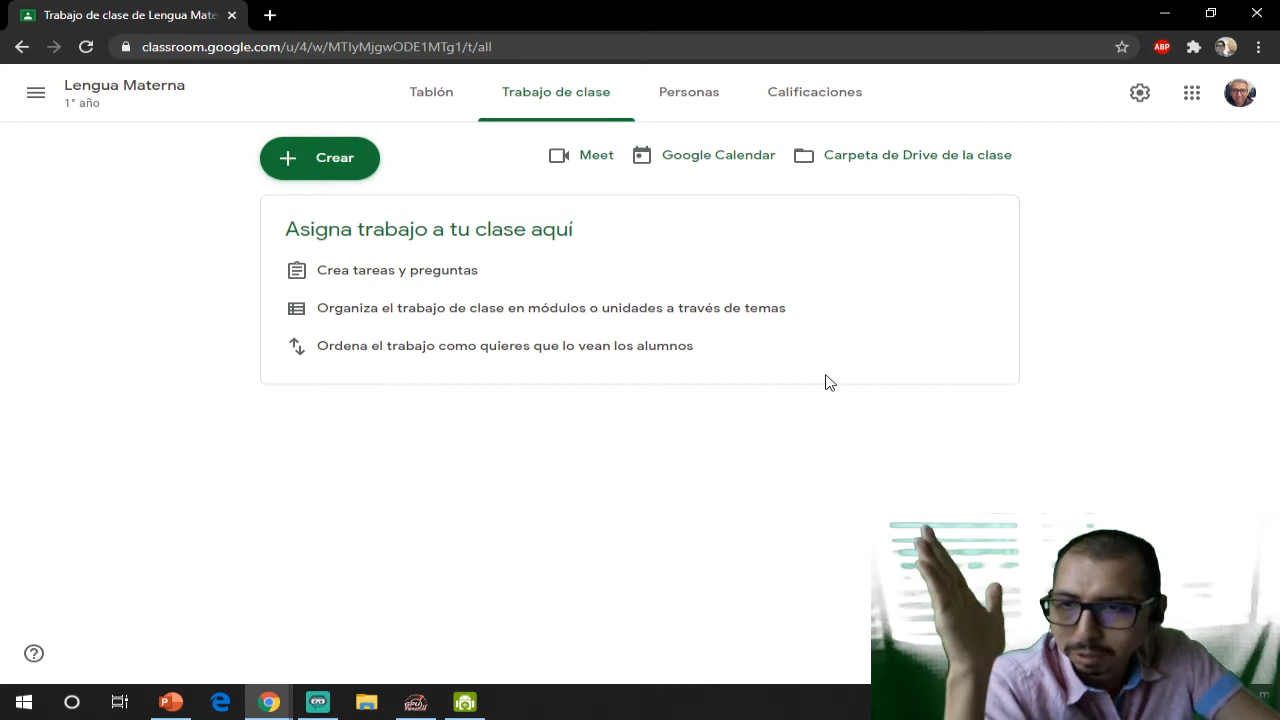 Trabajo de clase de Lengua Mate
classroom.google.com/u/4/w/MTIyMjgwODE1MTg1/t/all
ABP
Lengua Materna
1° año
Tablón
Trabajo de clase
Personas
Calificaciones
Crear
Meet
Google Calendar
Carpeta de Drive de la clase
Asigna trabajo a tu clase aquí
Crea tareas y preguntas
Organiza el trabajo de clase en módulos o unidades a través de temas
Ordena el trabajo como quieres que lo vean los alumnos